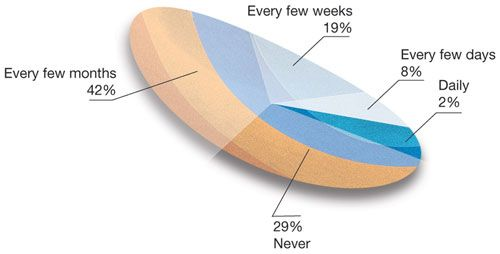 Every few weeks
19%
Every few days
8%
Every few months
42%
Daily
2%
29%
Never